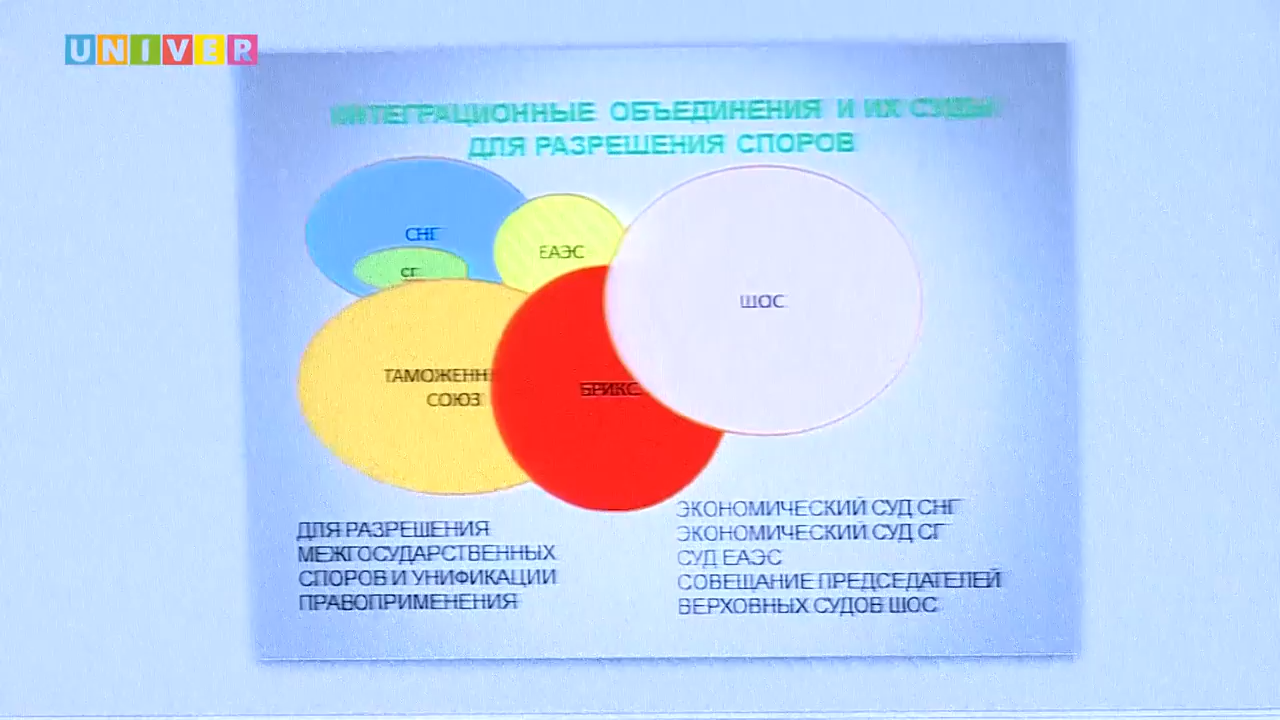 UNIVER
ИНТЕГРАЦИОННЫЕ ОБЪЕДИНЕНИЯ И ИХ СУДЫ
ДЛЯ РАЗРЕШЕНИЯ СПОРОВ
СНГ
СГ
ЕАЭС
ШОС
ТАМОЖЕНН
СОЮЗ
БРИКС
ДЛЯ РАЗРЕШЕНИЯ
МЕЖГОСУДАРСТВЕННЫХ
СПОРОВ И УНИФИКАЦИИ
ПРАВОПРИМЕНЕНИЯ
ЭКОНОМИЧЕСКИЙ СУД СНГ
ЭКОНОМИЧЕСКИЙ СУД СГ
СУД ЕАЭС
СОВЕЩАНИЕ ПРЕДСЕДАТЕЛЕЙ
ВЕРХОВНЫХ СУДОВ ШОС